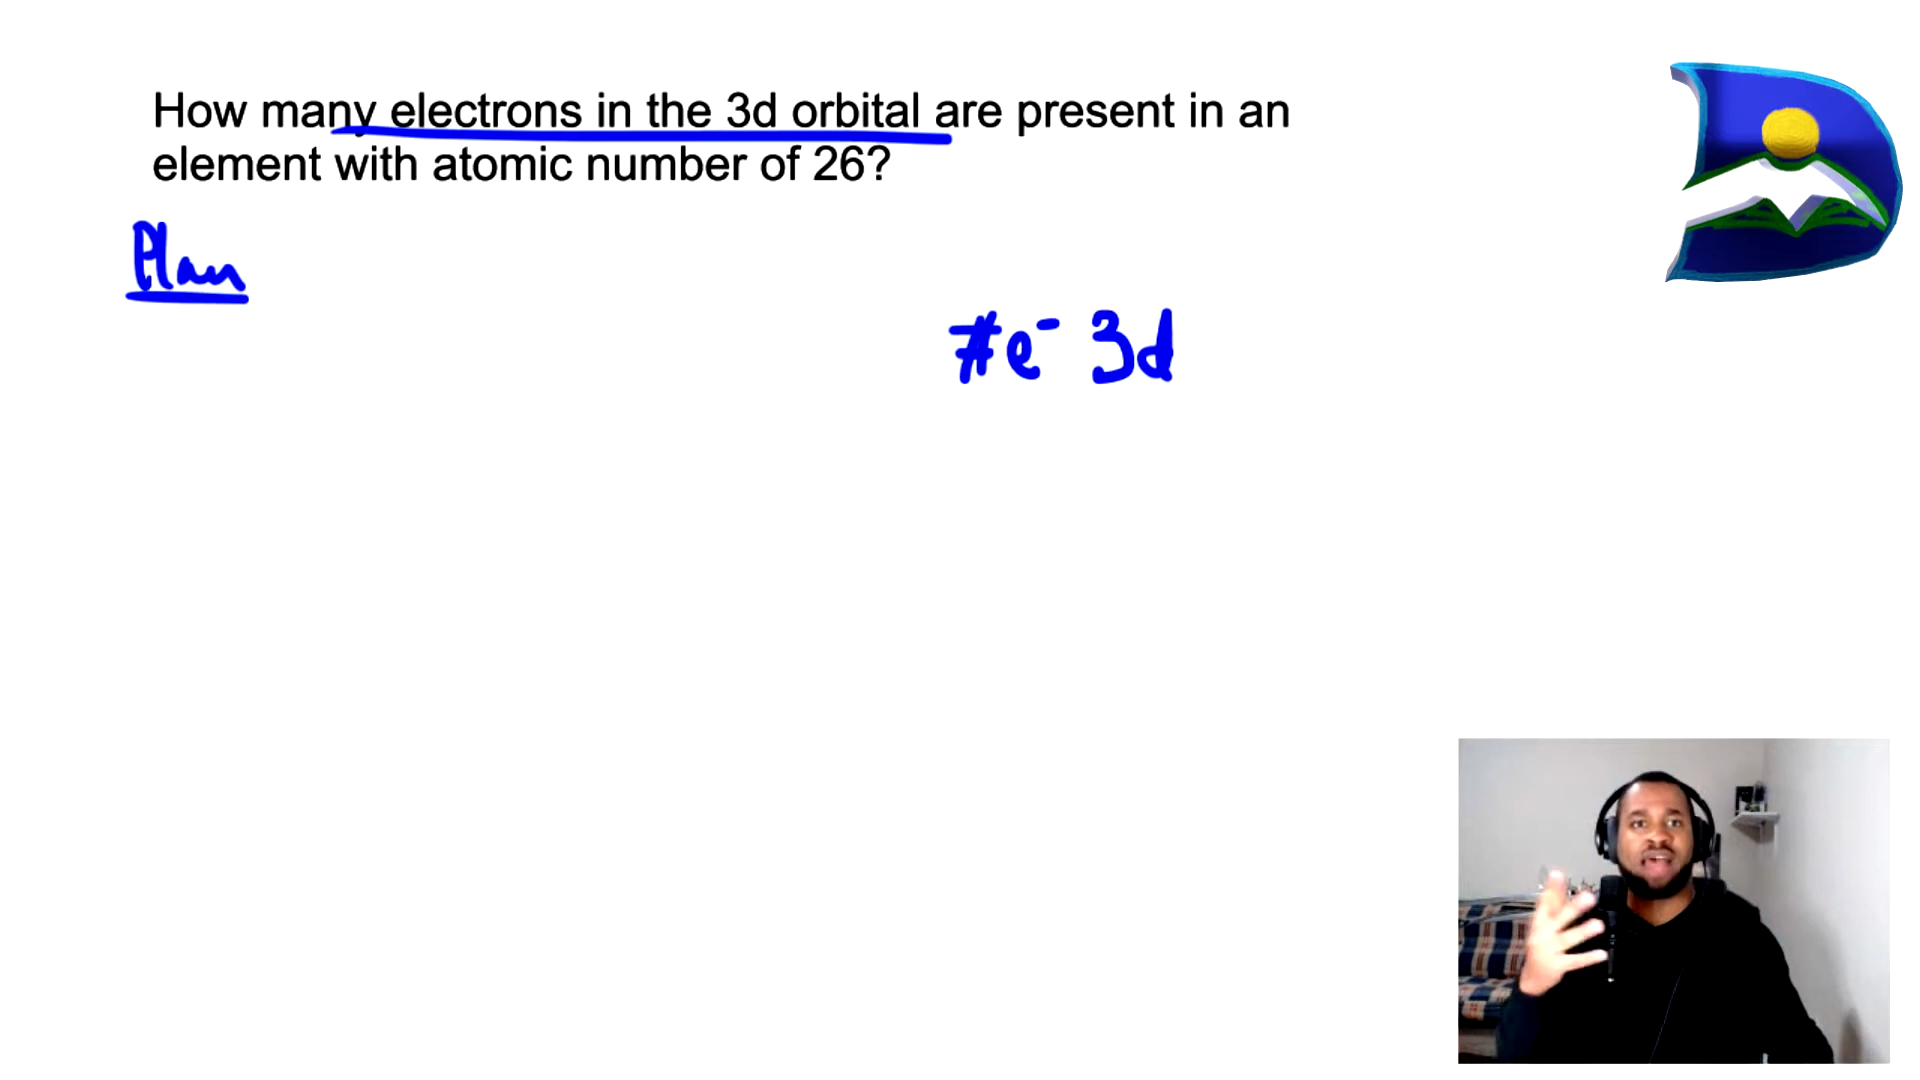 How many electrons in the 3d orbital are present in an
element with atomic number of 26?
Plan
#e⁻ 3d